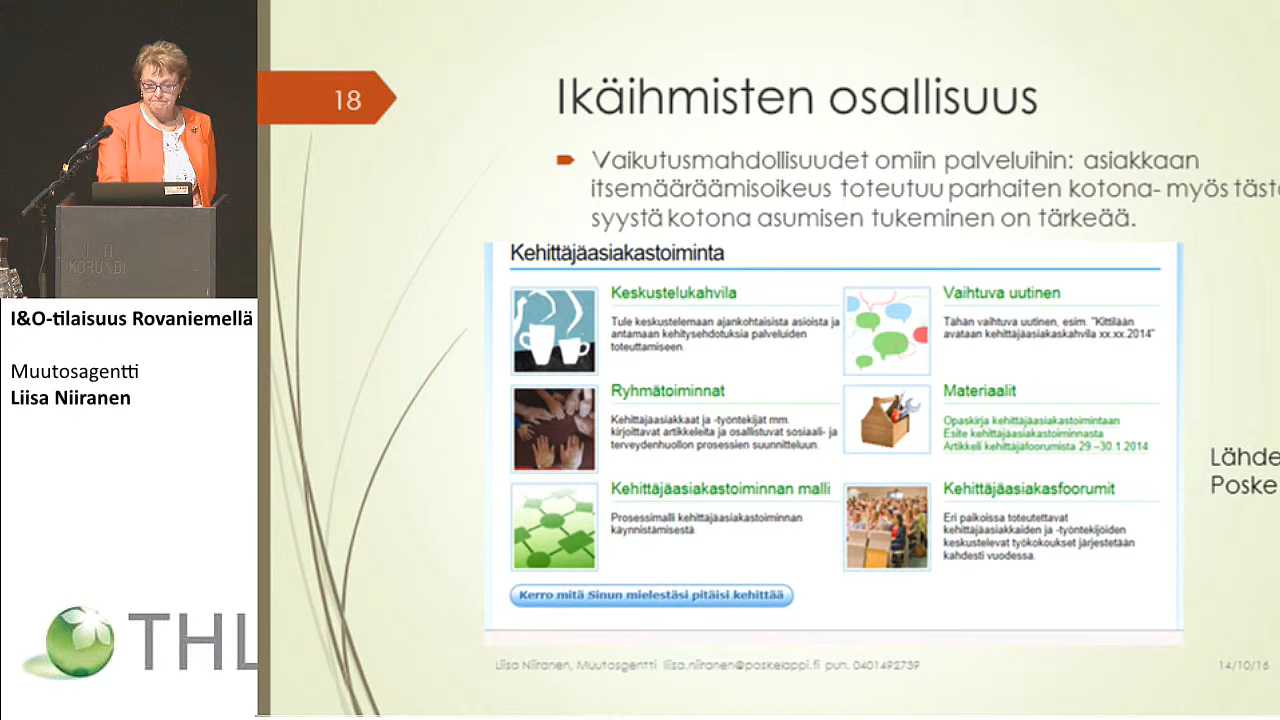 KORUNDI
I&O-tilaisuus Rovaniemellä
Muutosagentti
Liisa Niiranen
THL
18
Ikäihmisten osallisuus
Vaikutusmahdollisuudet omiin palveluihin: asiakkaan
itsemääräämisoikeus toteutuu parhaiten kotona- myös tästä
syystä kotona asumisen tukeminen on tärkeää.
Kehittäjäasiakastoiminta
Keskustelukahvila
Tule keskustelemaan ajankohtaisista asioista ja
antamaan kehitysehdotuksia palveluiden
toteuttamiseen.
Vaihtuva uutinen
Tähän vaihtuva uutinen, esim. "Kittilään
avataan kehittäjäasiakaskahvila xx.xx.2014"
Ryhmätoiminnat
Kehittäjäasiakkaat ja -työntekijät mm.
kirjoittavat artikkeleita ja osallistuvat sosiaali- ja
terveydenhuollon prosessien suunnitteluun.
Materiaalit
Opaskirja kehittäjäasiakastoimintaan
Esite kehittäjäasiakastoiminnasta
Artikkeli kehittäjäfoorumista 29.–30.1.2014
Kehittäjäasiakastoiminnan malli
Prosessimalli kehittäjäasiakastoiminnan
käynnistämisestä.
Kehittäjäasiakasfoorumit
Eri paikoissa toteutettavat
kehittäjäasiakkaiden ja -työntekijöiden
keskustelevat työkokoukset järjestetään
kahdesti vuodessa.
Kerro mitä Sinun mielestäsi pitäisi kehittää
Lähde
Poske
Liisa Niiranen, Muutosgentti liisa.niiranen@poskelappi.fi pun. 0401492739
14/10/16